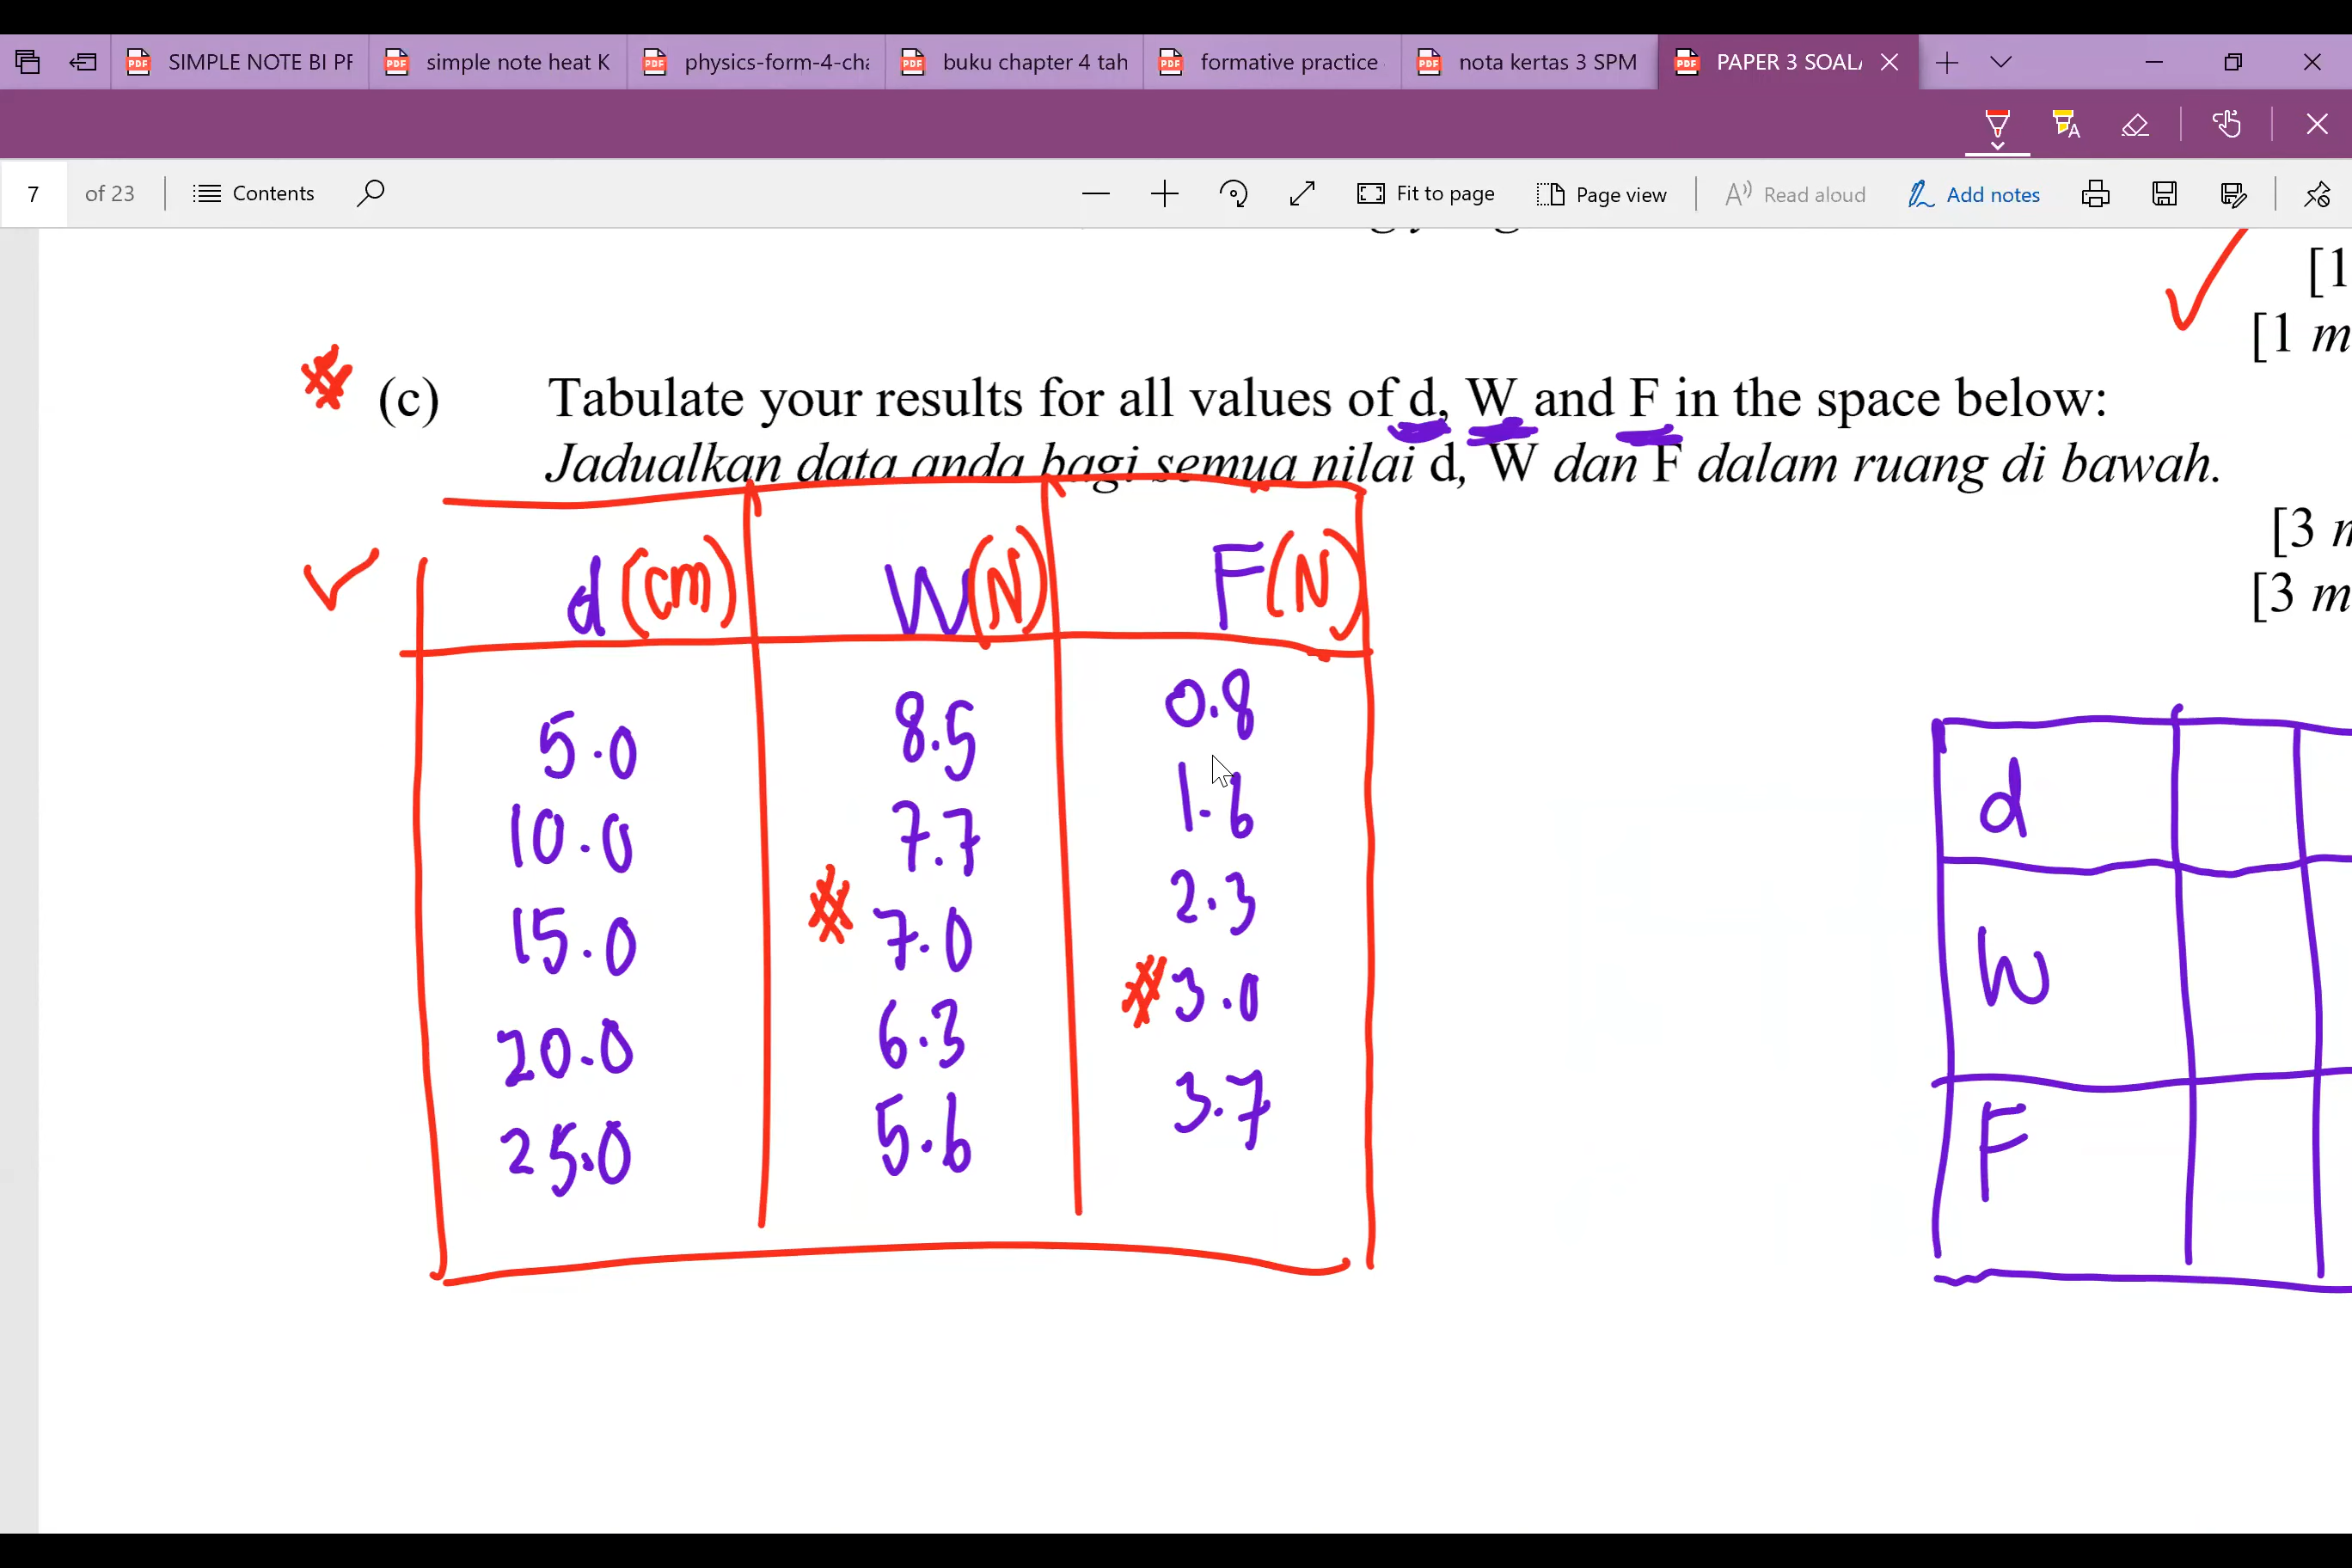 SIMPLE NOTE BI PF simple note heat K physics-form-4-cha buku chapter 4 tah formative practice nota kertas 3 SPM PAPER 3 SOAL
7 of 23 Contents Fit to page Page view Read aloud Add notes
[1
[1 m
(c) Tabulate your results for all values of d, W and F in the space below:
Jadualkan data anda bagi semua nilai d, W dan F dalam ruang di bawah.
[3 m
[3 m
d (cm) W(N) F(N)
5.0 8.5 0.8
10.0 7.7 1.6
15.0 7.0 2.3
20.0 6.3 3.0
25.0 5.6 3.7
d
W
F